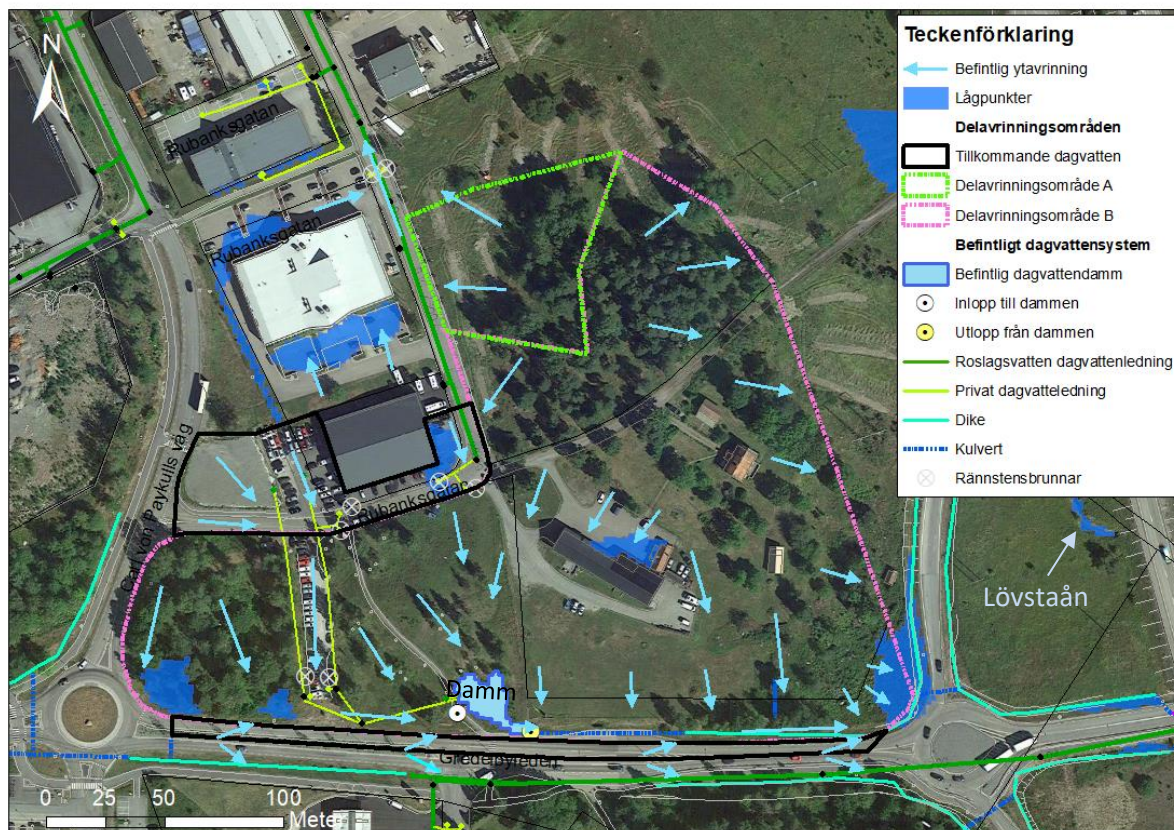 N
Rubanksgatan
Rubanksgatan
Rubanksgatan
Carl von Paykulls väg
Damm
0 25 50 100
Meter
Lövstaån
Teckenförklaring
Befintlig ytavrinning
Lågpunkter
Delavrinningsområden
Tillkommande dagvatten
Delavrinningsområde A
Delavrinningsområde B
Befintligt dagvattensystem
Befintlig dagvattendamm
Inlopp till dammen
Utlopp från dammen
Roslagsvatten dagvattenledning
Privat dagvatteledning
Dike
Kulvert
Rännstensbrunnar